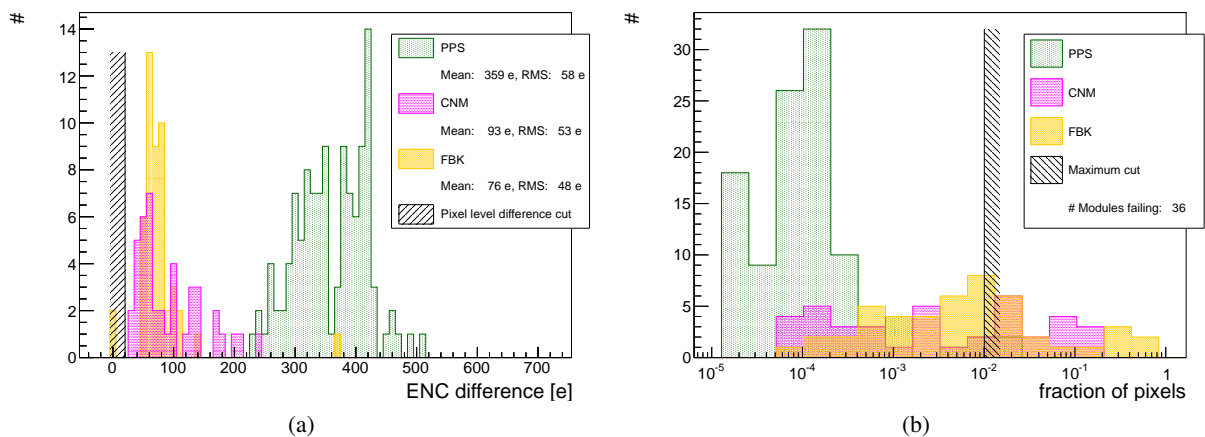 #
14
12
10
8
6
4
2
0
PPS
Mean: 359 e, RMS: 58 e
CNM
Mean: 93 e, RMS: 53 e
FBK
Mean: 76 e, RMS: 48 e
Pixel level difference cut
0 100 200 300 400 500 600 700
ENC difference [e]
(a)
#
30
25
20
15
10
5
0
PPS
CNM
FBK
Maximum cut
# Modules failing: 36
10⁻⁵ 10⁻⁴ 10⁻³ 10⁻² 10⁻¹ 1
fraction of pixels
(b)